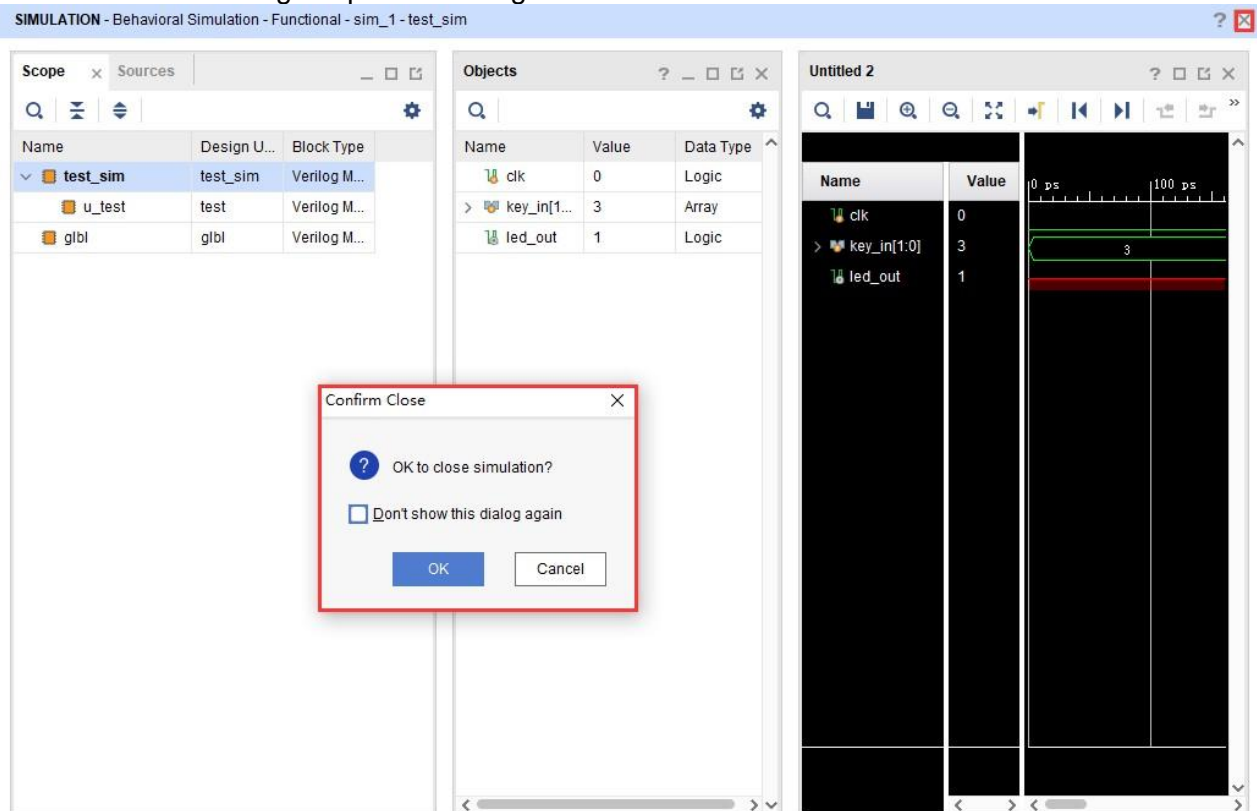 SIMULATION - Behavioral Simulation - Functional - sim_1 - test_sim
Scope Sources
Name Design U... Block Type
test_sim test_sim Verilog M...
u_test test Verilog M...
glbl glbl Verilog M...
Objects
Name Value Data Type
clk 0 Logic
key_in[1... 3 Array
led_out 1 Logic
Untitled 2
Name Value
0 ps 100 ps
clk 0
key_in[1:0] 3 3
led_out 1
Confirm Close
OK to close simulation?
Don't show this dialog again
OK Cancel